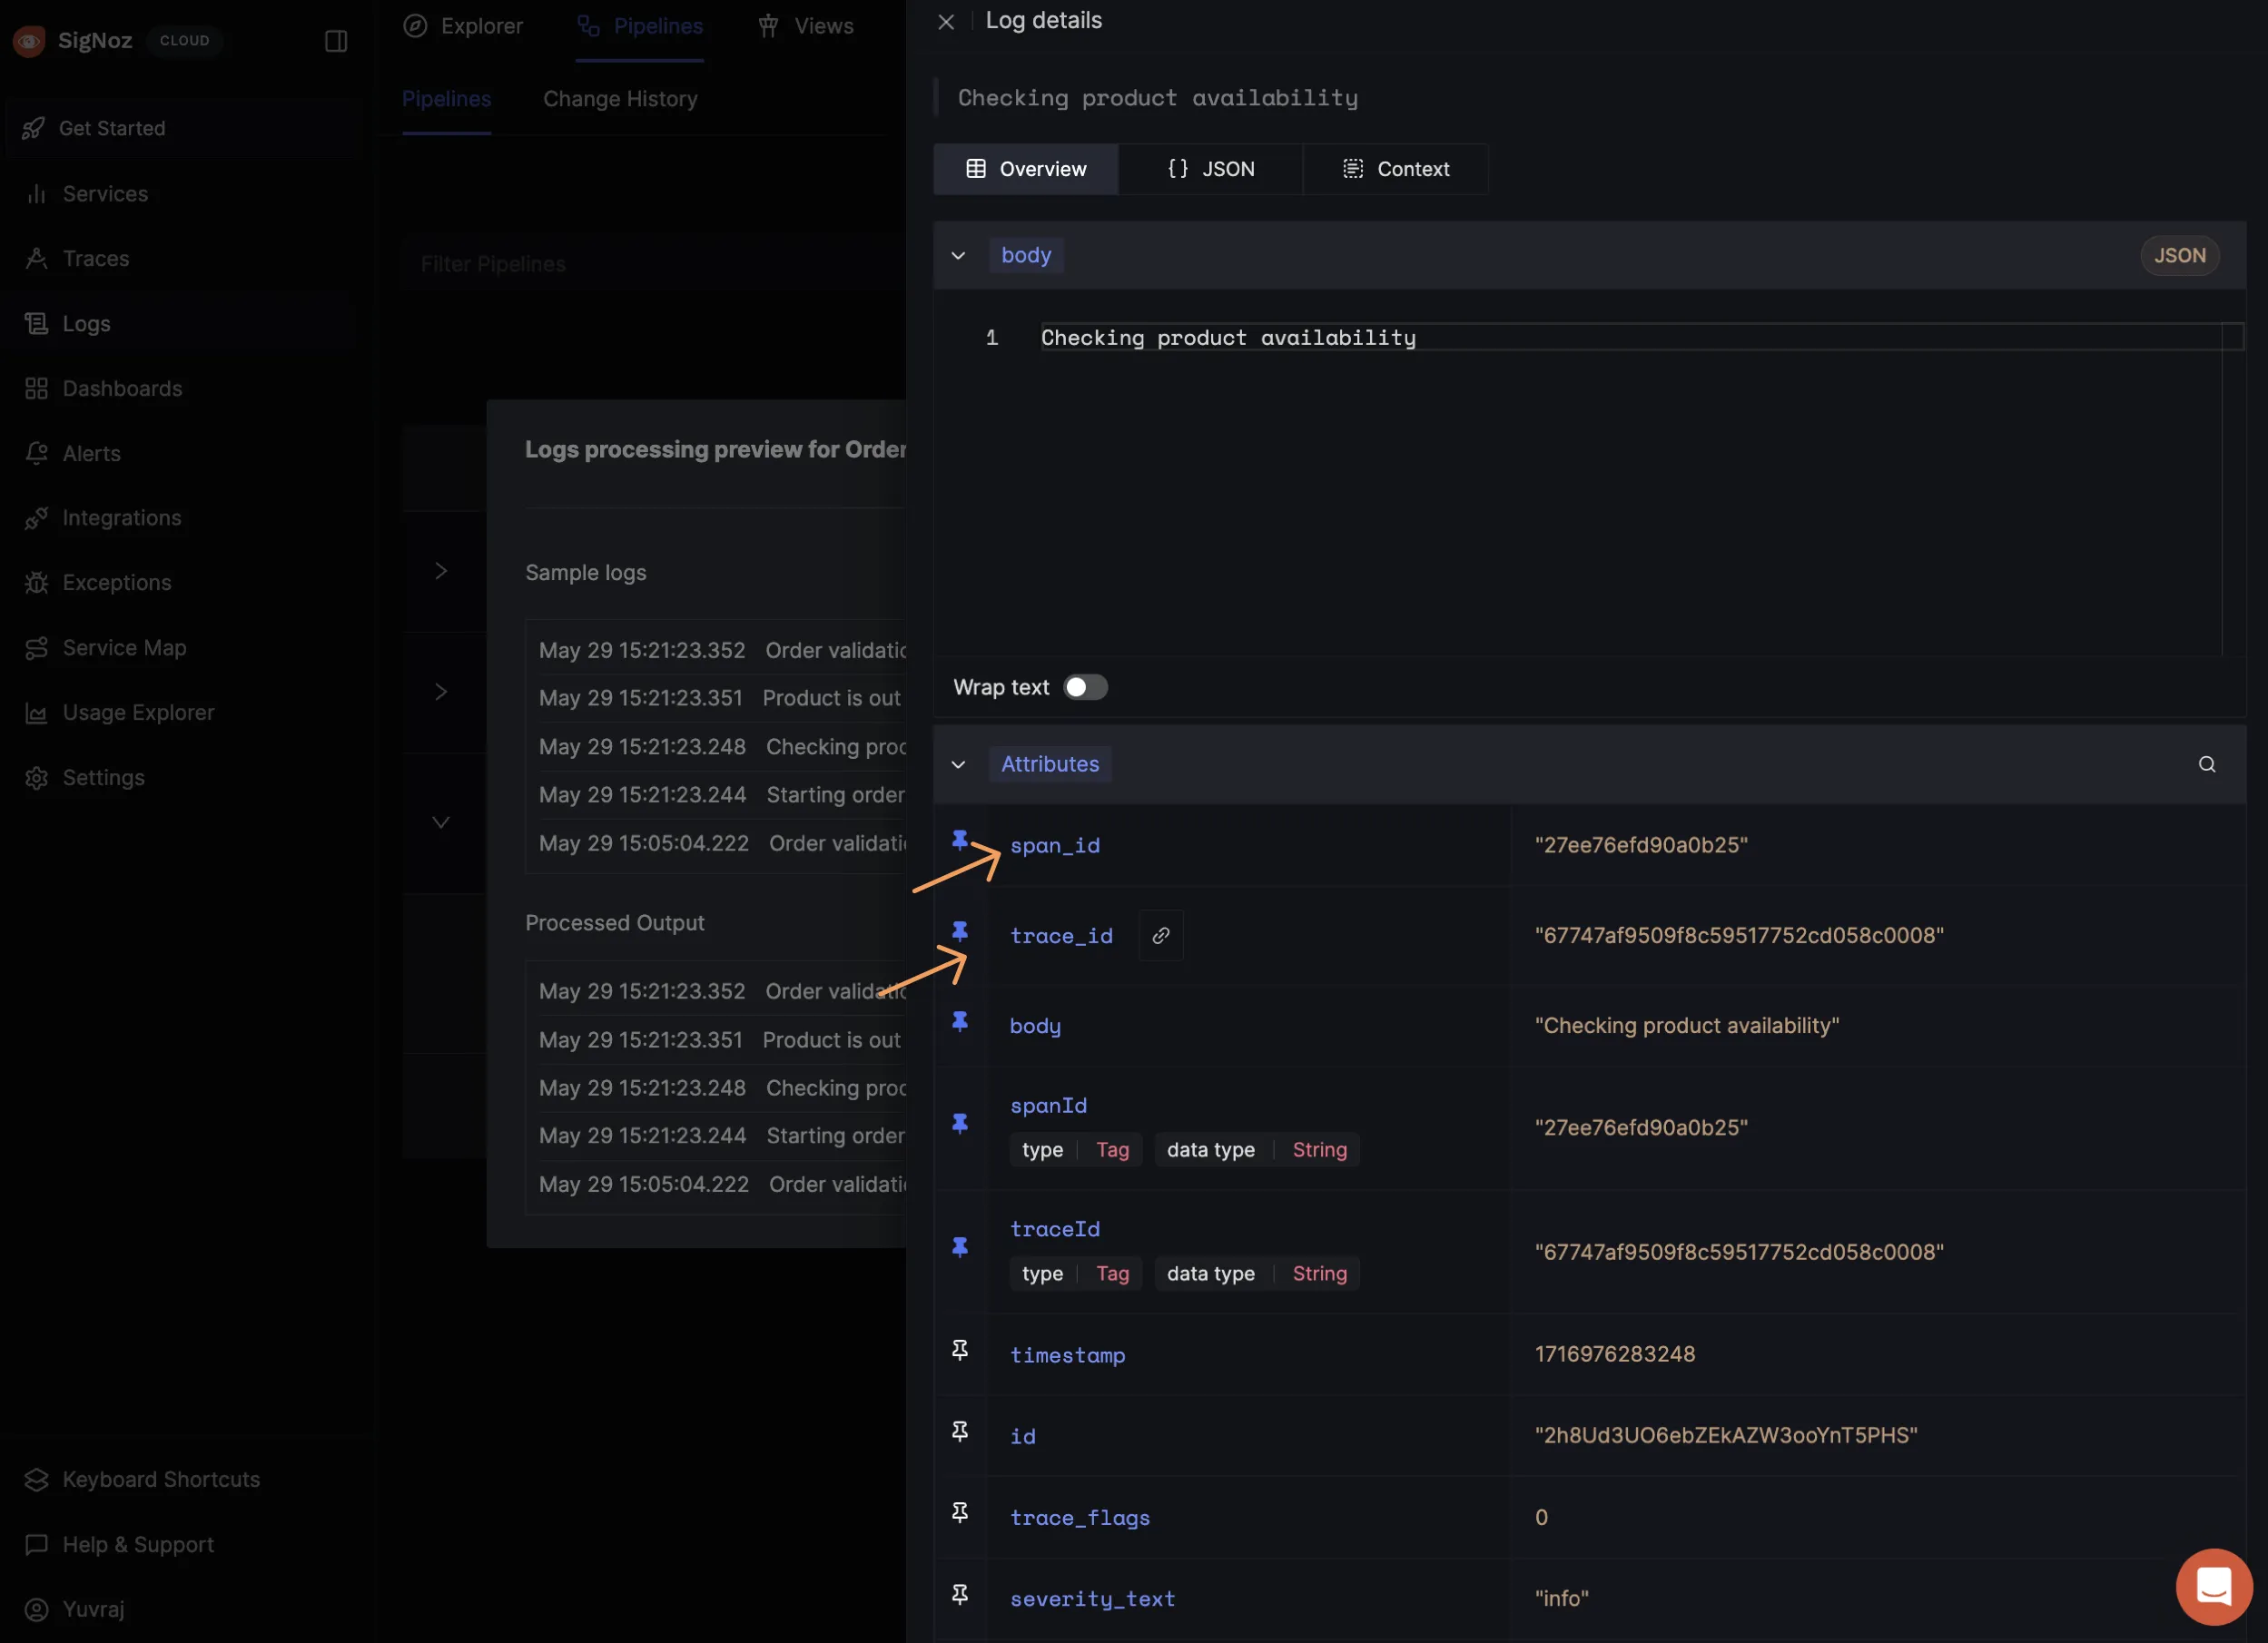 SigNoz CLOUD
Get Started
Services
Traces
Logs
Dashboards
Alerts
Integrations
Exceptions
Service Map
Usage Explorer
Settings
Keyboard Shortcuts
Help & Support
Yuvraj
Explorer Pipelines Views
Pipelines Change History
Filter Pipelines
Logs processing preview for Order
Sample logs
May 29 15:21:23.352 Order validatio
May 29 15:21:23.351 Product is out
May 29 15:21:23.248 Checking prod
May 29 15:21:23.244 Starting order
May 29 15:05:04.222 Order validati
Processed Output
May 29 15:21:23.352 Order validatio
May 29 15:21:23.351 Product is out
May 29 15:21:23.248 Checking prod
May 29 15:21:23.244 Starting order
May 29 15:05:04.222 Order validati
Log details
Checking product availability
Overview {} JSON Context
body JSON
1 Checking product availability
Wrap text
Attributes
span_id "27ee76efd90a0b25"
trace_id "67747af9509f8c59517752cd058c0008"
body "Checking product availability"
spanId
type Tag data type String
"27ee76efd90a0b25"
traceId
type Tag data type String
"67747af9509f8c59517752cd058c0008"
timestamp 1716976283248
id "2h8Ud3UO6ebZEkAZW3ooYnT5PHS"
trace_flags 0
severity_text "info"